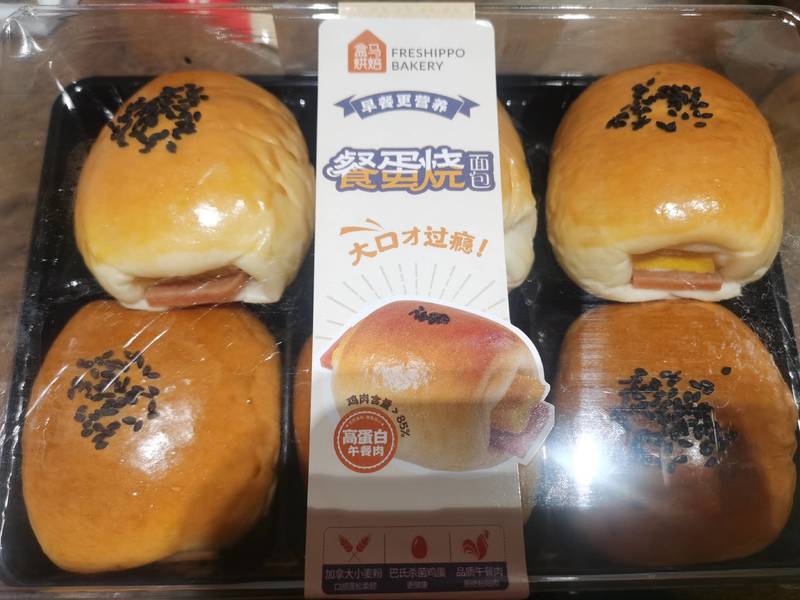 盒马
烘焙
FRESHIPPO
BAKERY
早餐更营养
餐蛋烧
面包
大口才过瘾!
鸡肉含量>85%
高蛋白
午餐肉
加拿大小麦粉
巴氏杀菌鸡蛋
品质午餐肉